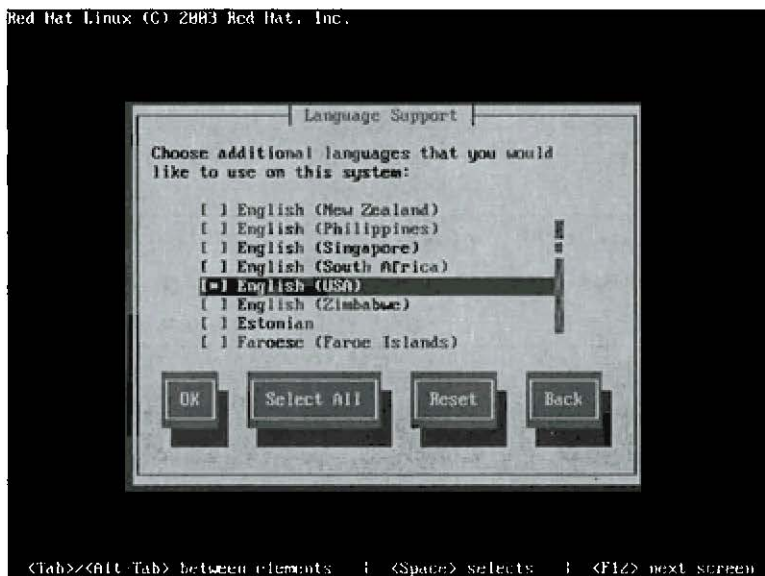 Red Hat Linux (C) 2003 Red Hat, Inc.
Language Support
Choose additional languages that you would
like to use on this system:
[ ] English (New Zealand)
[ ] English (Philippines)
[ ] English (Singapore)
[ ] English (South Africa)
[*] English (USA)
[ ] English (Zimbabwe)
[ ] Estonian
[ ] Faroese (Faroe Islands)
OK Select All Reset Back
<Tab>/<Alt-Tab> between elements | <Space> selects | <F12> next screen